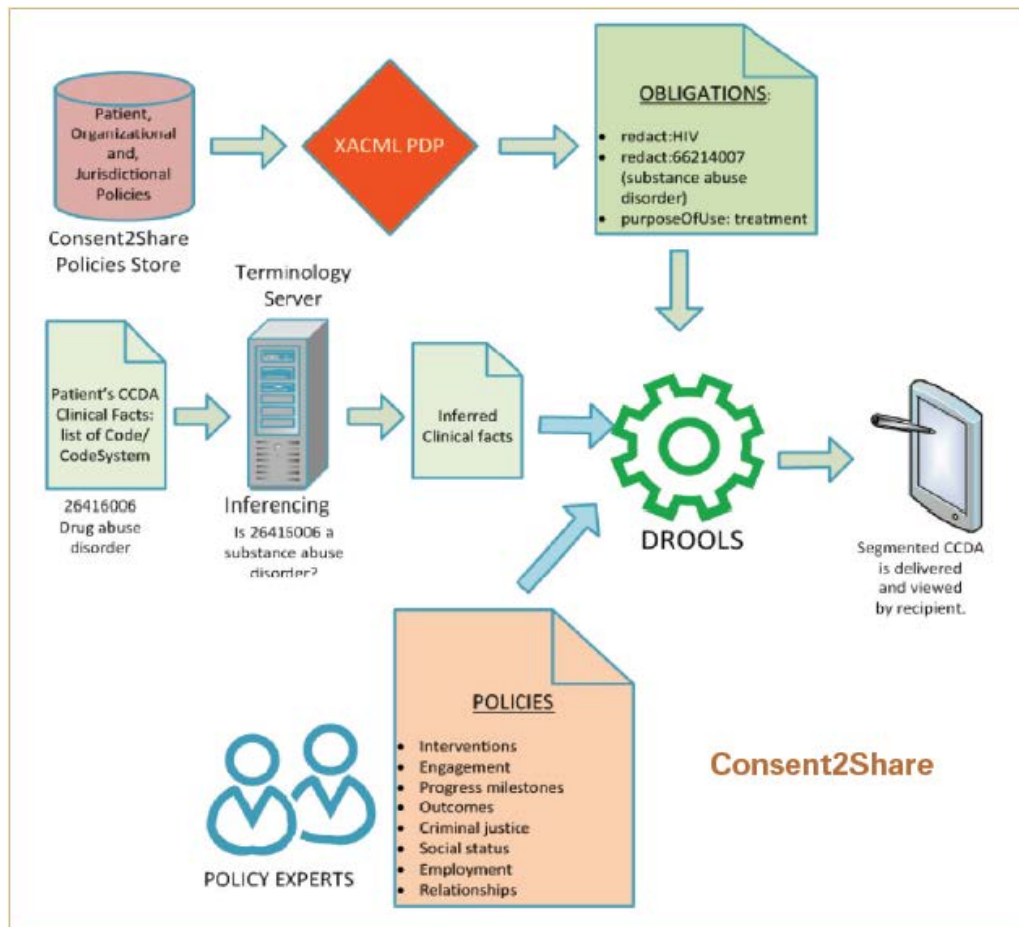 Patient,
Organizational
and,
Jurisdictional
Policies
Consent2Share
Policies Store
XACML PDP
OBLIGATIONS:
• redact:HIV
• redact:66214007
(substance abuse
disorder)
• purposeOfUse: treatment
Terminology
Server
Patient's CCDA
Clinical Facts:
list of Code/
CodeSystem
26416006
Drug abuse
disorder
Inferencing
Is 26416006 a
substance abuse
disorder?
Inferred
Clinical facts
DROOLS
Segmented CCDA
is delivered
and viewed
by recipient.
POLICIES
• Interventions
• Engagement
• Progress milestones
• Outcomes
• Criminal justice
• Social status
• Employment
• Relationships
POLICY EXPERTS
Consent2Share